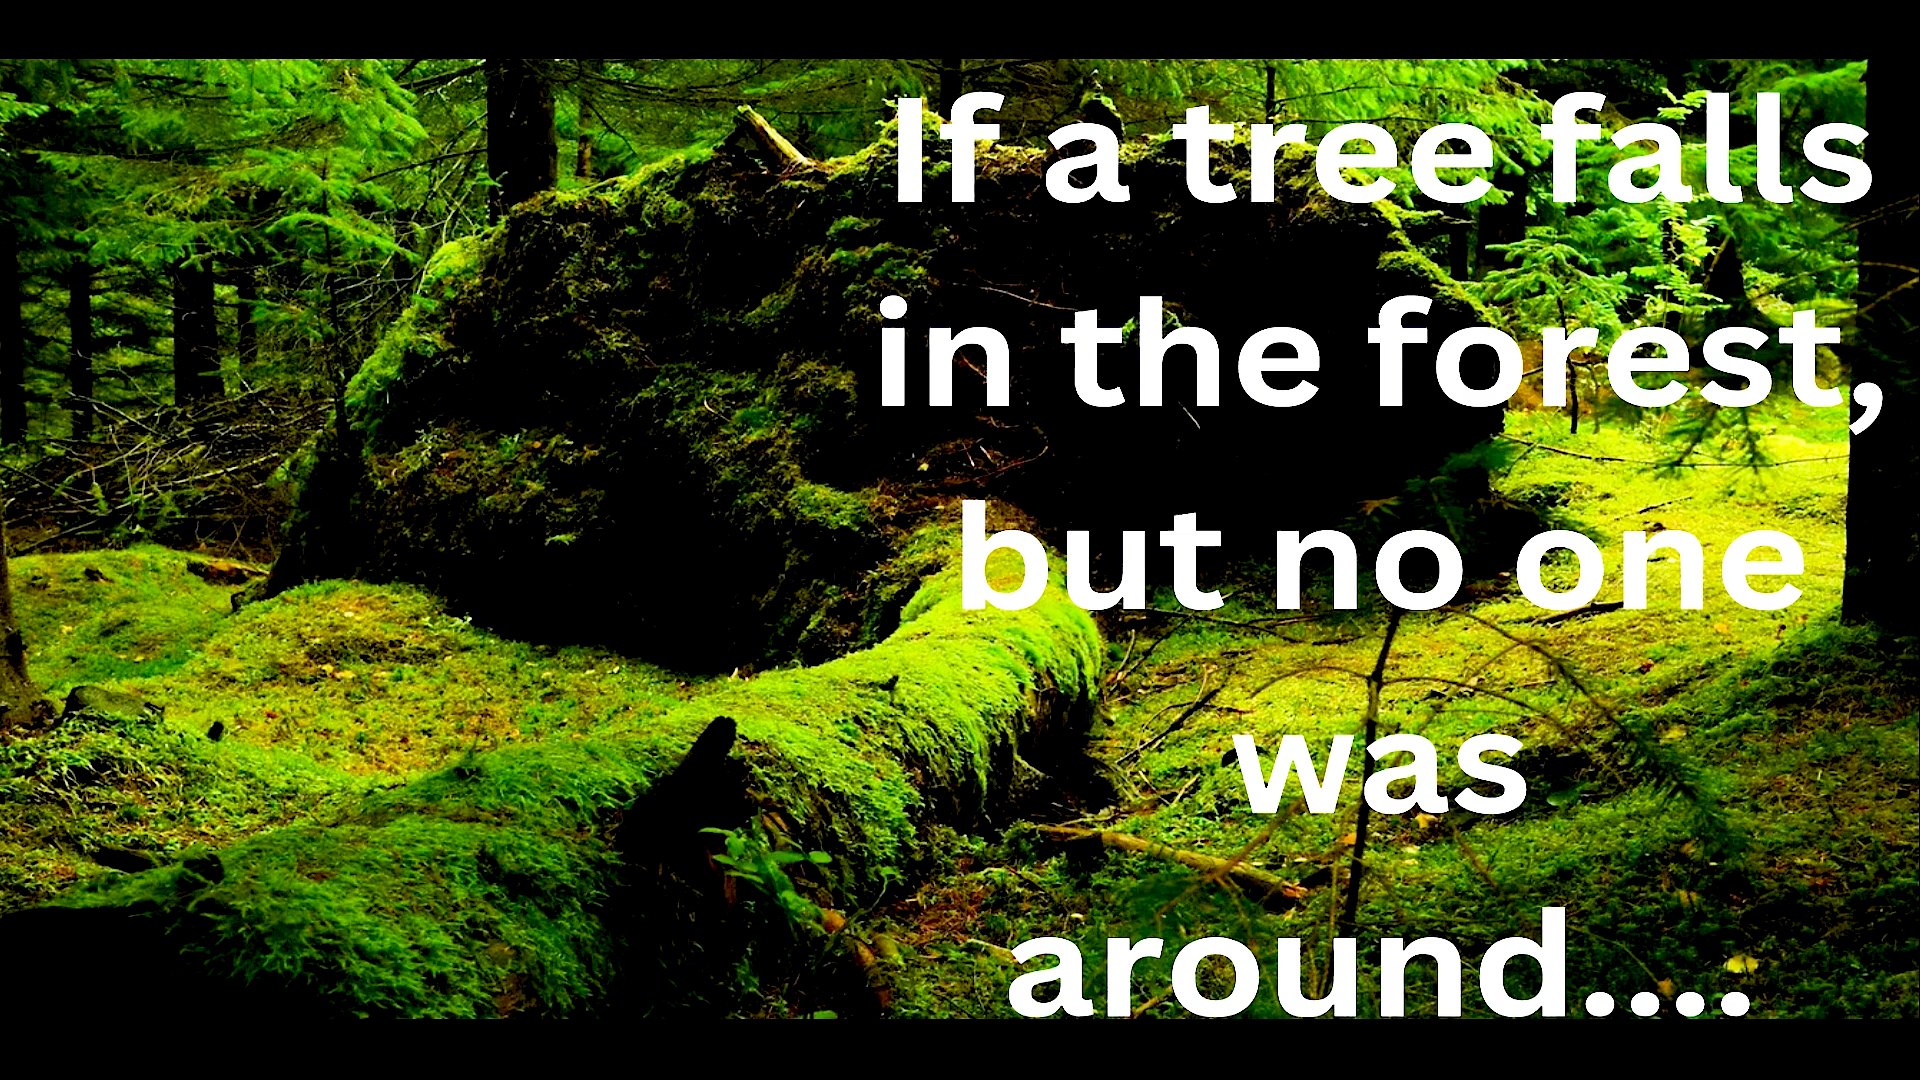 If a tree falls
in the forest,
but no one
was
around....